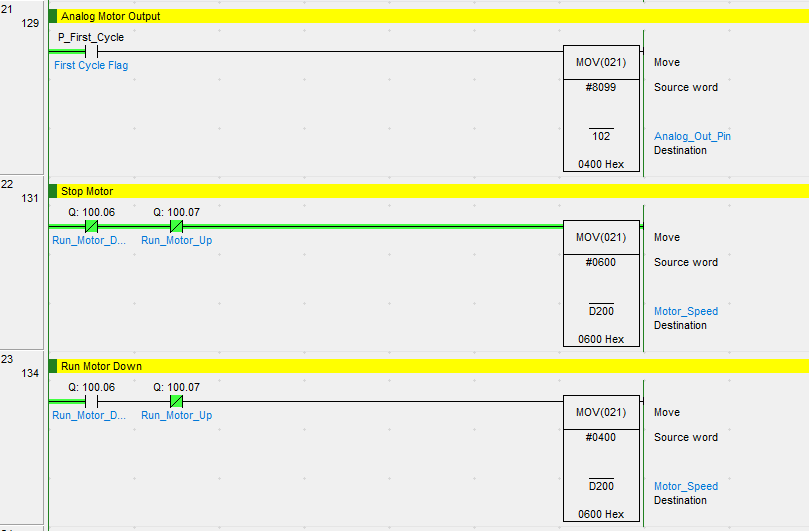 21
129
Analog Motor Output
P_First_Cycle
First Cycle Flag
MOV(021)
Move
#8099
Source word
102
Analog_Out_Pin
Destination
0400 Hex
22
131
Stop Motor
Q: 100.06
Q: 100.07
Run_Motor_D...
Run_Motor_Up
MOV(021)
Move
#0600
Source word
D200
Motor_Speed
Destination
0600 Hex
23
134
Run Motor Down
Q: 100.06
Q: 100.07
Run_Motor_D...
Run_Motor_Up
MOV(021)
Move
#0400
Source word
D200
Motor_Speed
Destination
0600 Hex